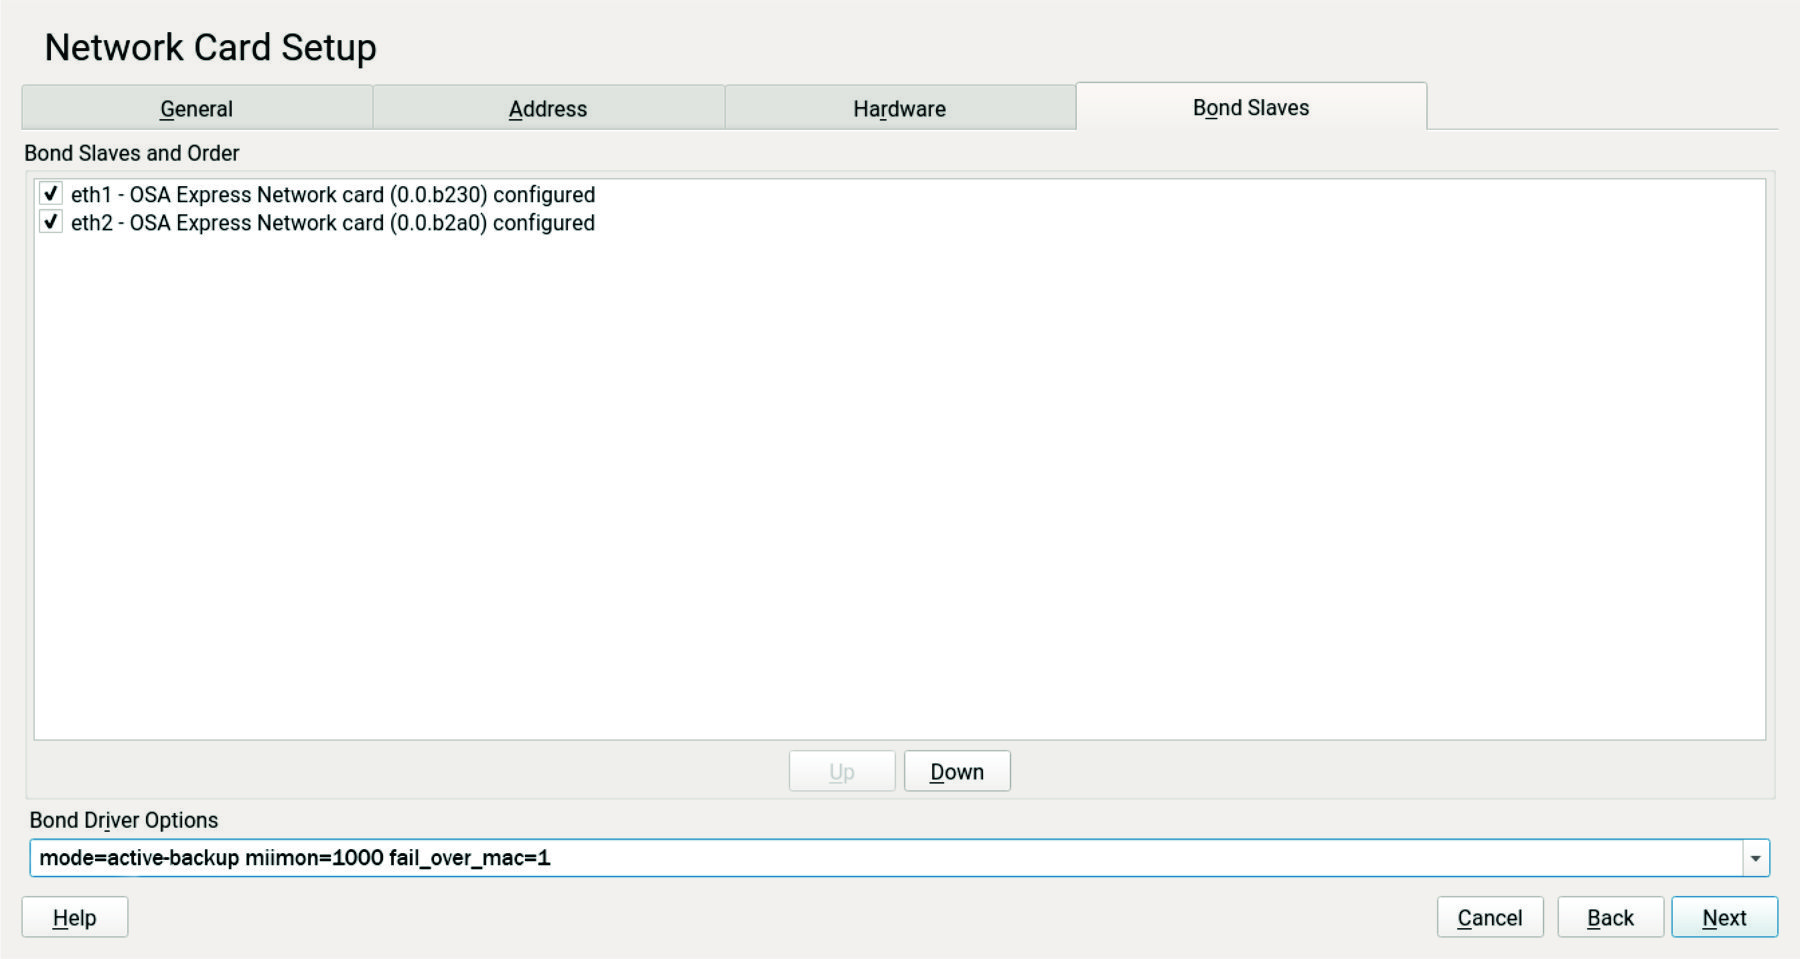 Network Card Setup
General Address Hardware Bond Slaves
Bond Slaves and Order
eth1 - OSA Express Network card (0.0.b230) configured
eth2 - OSA Express Network card (0.0.b2a0) configured
Up Down
Bond Driver Options
mode=active-backup miimon=1000 fail_over_mac=1
Help Cancel Back Next